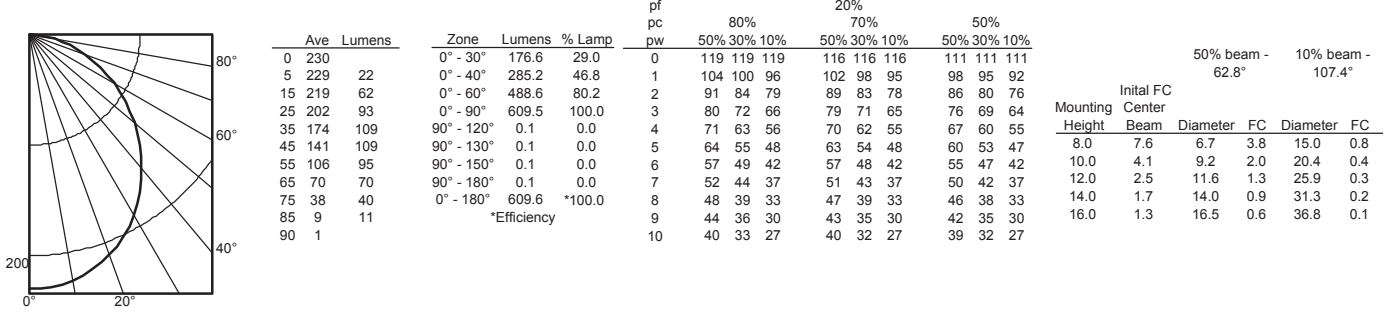 80°
60°
40°
200
0°
20°
Ave Lumens
0 230
5 229 22
15 219 62
25 202 93
35 174 109
45 141 109
55 106 95
65 70 70
75 38 40
85 9 11
90 1
Zone Lumens % Lamp
0° - 30° 176.6 29.0
0° - 40° 285.2 46.8
0° - 60° 488.6 80.2
0° - 90° 609.5 100.0
90° - 120° 0.1 0.0
90° - 130° 0.1 0.0
90° - 150° 0.1 0.0
90° - 180° 0.1 0.0
0° - 180° 609.6 *100.0
*Efficiency
pf 20%
pc 80% 70% 50%
pw 50% 30% 10% 50% 30% 10% 50% 30% 10%
0 119 119 119 116 116 116 111 111 111
1 104 100 96 102 98 95 98 95 92
2 91 84 79 89 83 78 86 80 76
3 80 72 66 79 71 65 76 69 64
4 71 63 56 70 62 55 67 60 55
5 64 55 48 63 54 48 60 53 47
6 57 49 42 57 48 42 55 47 42
7 52 44 37 51 43 37 50 42 37
8 48 39 33 47 39 33 46 38 33
9 44 36 30 43 35 30 42 35 30
10 40 33 27 40 32 27 39 32 27
50% beam - 10% beam -
62.8° 107.4°
Inital FC
Mounting Center
Height Beam Diameter FC Diameter FC
8.0 7.6 6.7 3.8 15.0 0.8
10.0 4.1 9.2 2.0 20.4 0.4
12.0 2.5 11.6 1.3 25.9 0.3
14.0 1.7 14.0 0.9 31.3 0.2
16.0 1.3 16.5 0.6 36.8 0.1